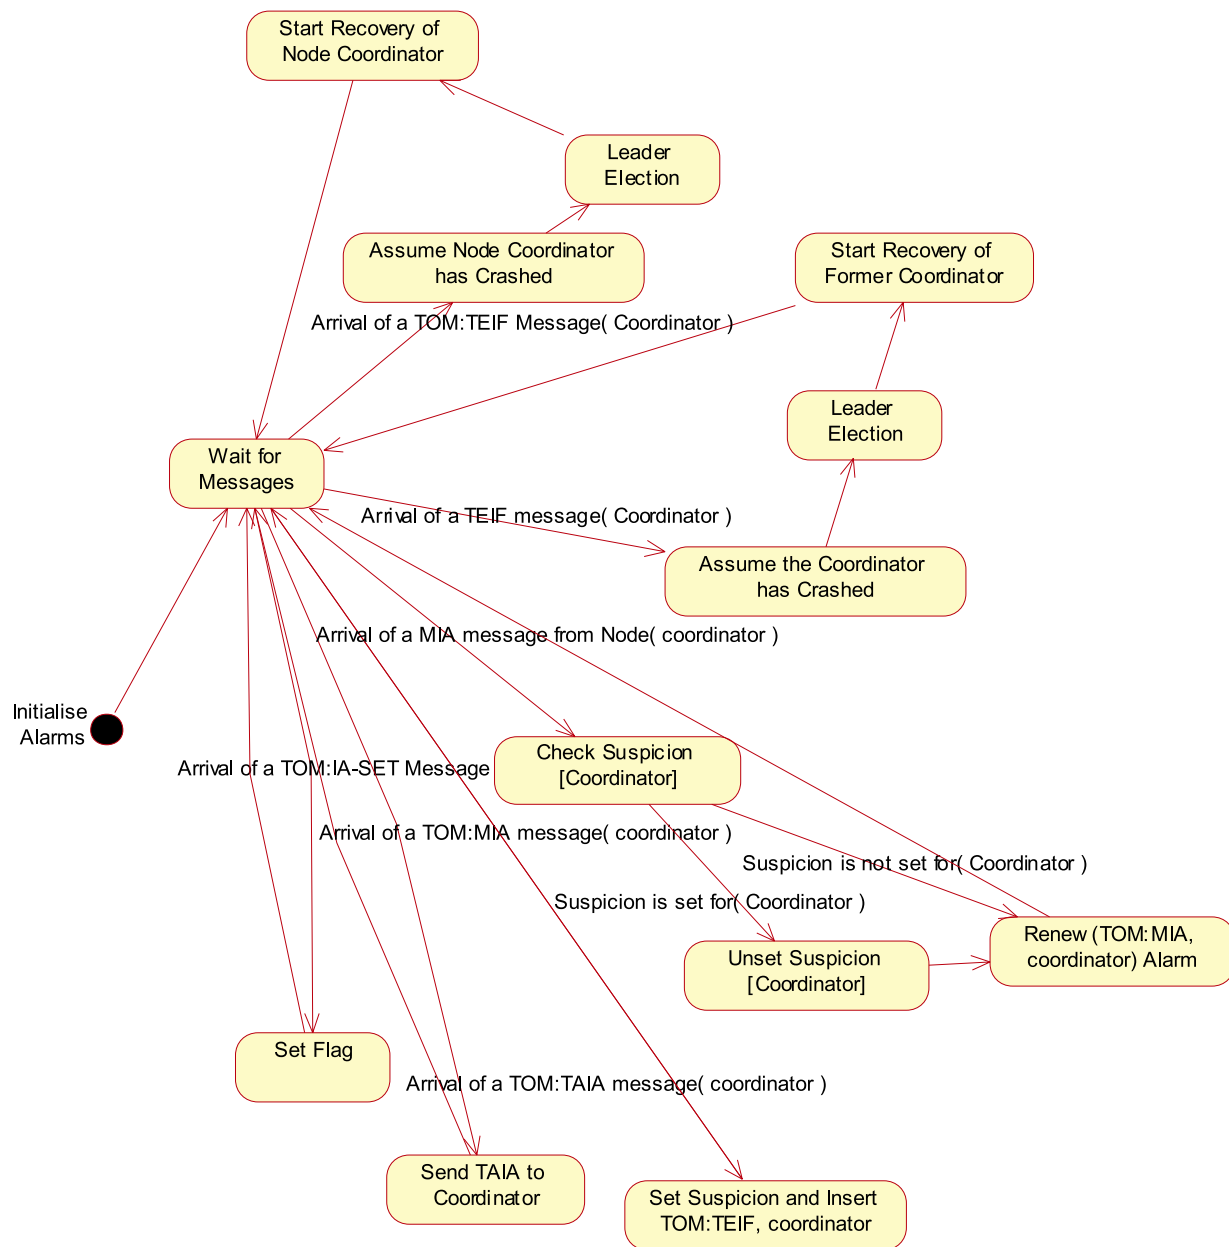 Start Recovery of
Node Coordinator
Leader
Election
Assume Node Coordinator
has Crashed
Start Recovery of
Former Coordinator
Arrival of a TOM:TEIF Message( Coordinator )
Leader
Election
Wait for
Messages
Arrival of a TEIF message( Coordinator )
Assume the Coordinator
has Crashed
Arrival of a MIA message from Node( coordinator )
Initialise
Alarms
Check Suspicion
[Coordinator]
Arrival of a TOM:IA-SET Message
Arrival of a TOM:MIA message( coordinator )
Suspicion is not set for( Coordinator )
Suspicion is set for( Coordinator )
Renew (TOM:MIA,
coordinator) Alarm
Unset Suspicion
[Coordinator]
Set Flag
Arrival of a TOM:TAIA message( coordinator )
Send TAIA to
Coordinator
Set Suspicion and Insert
TOM:TEIF, coordinator